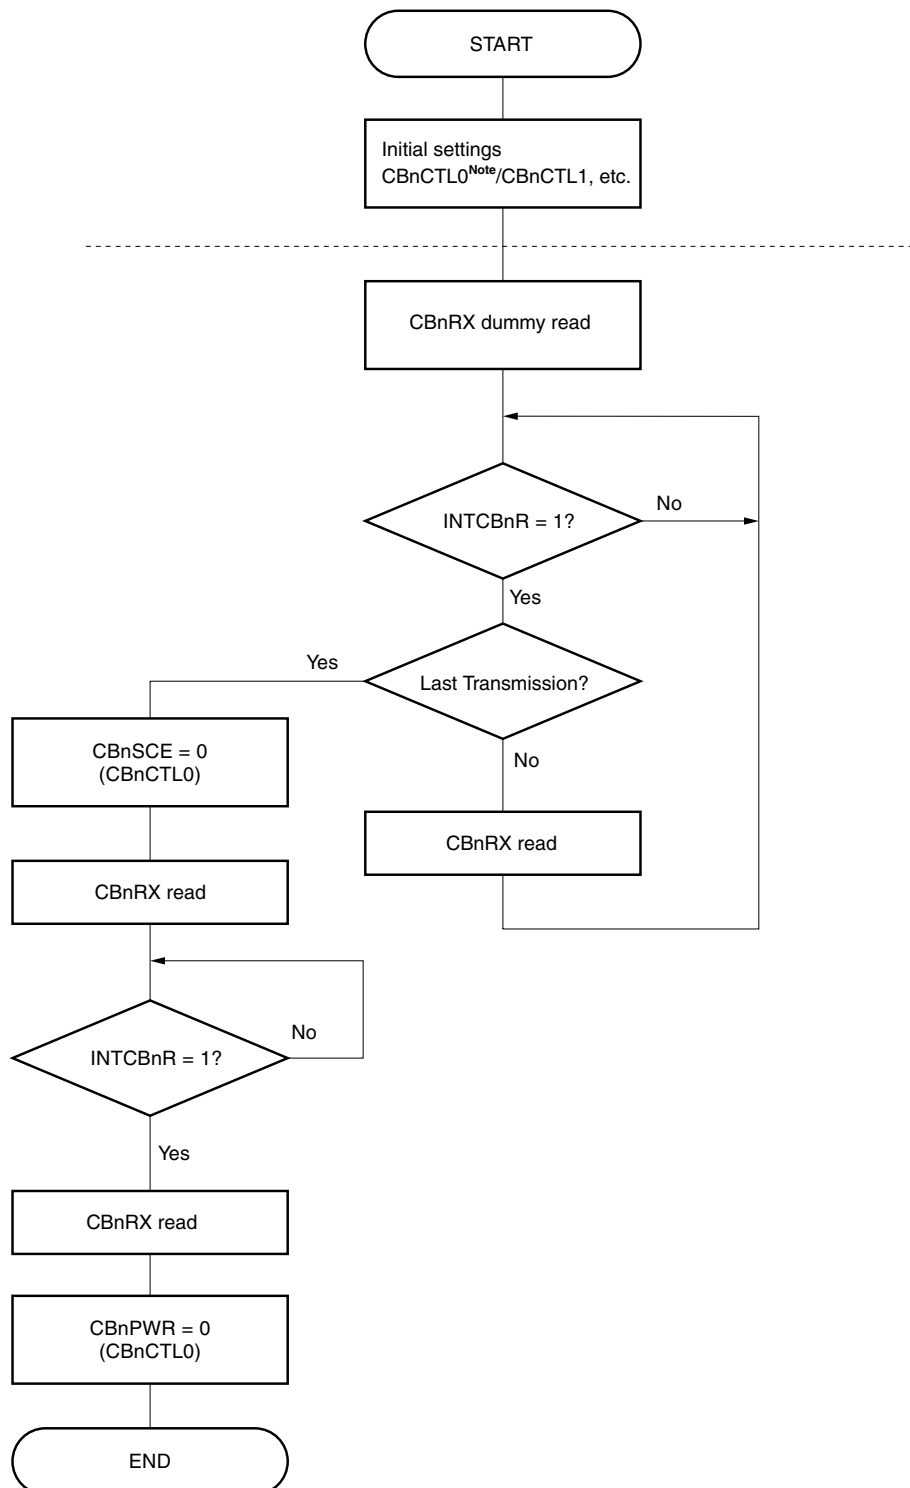 START
Initial settings
CBnCTL0Note/CBnCTL1, etc.
CBnRX dummy read
INTCBnR = 1?
No
Yes
Last Transmission?
Yes
No
CBnSCE = 0
(CBnCTL0)
CBnRX read
CBnRX read
INTCBnR = 1?
No
Yes
CBnRX read
CBnPWR = 0
(CBnCTL0)
END